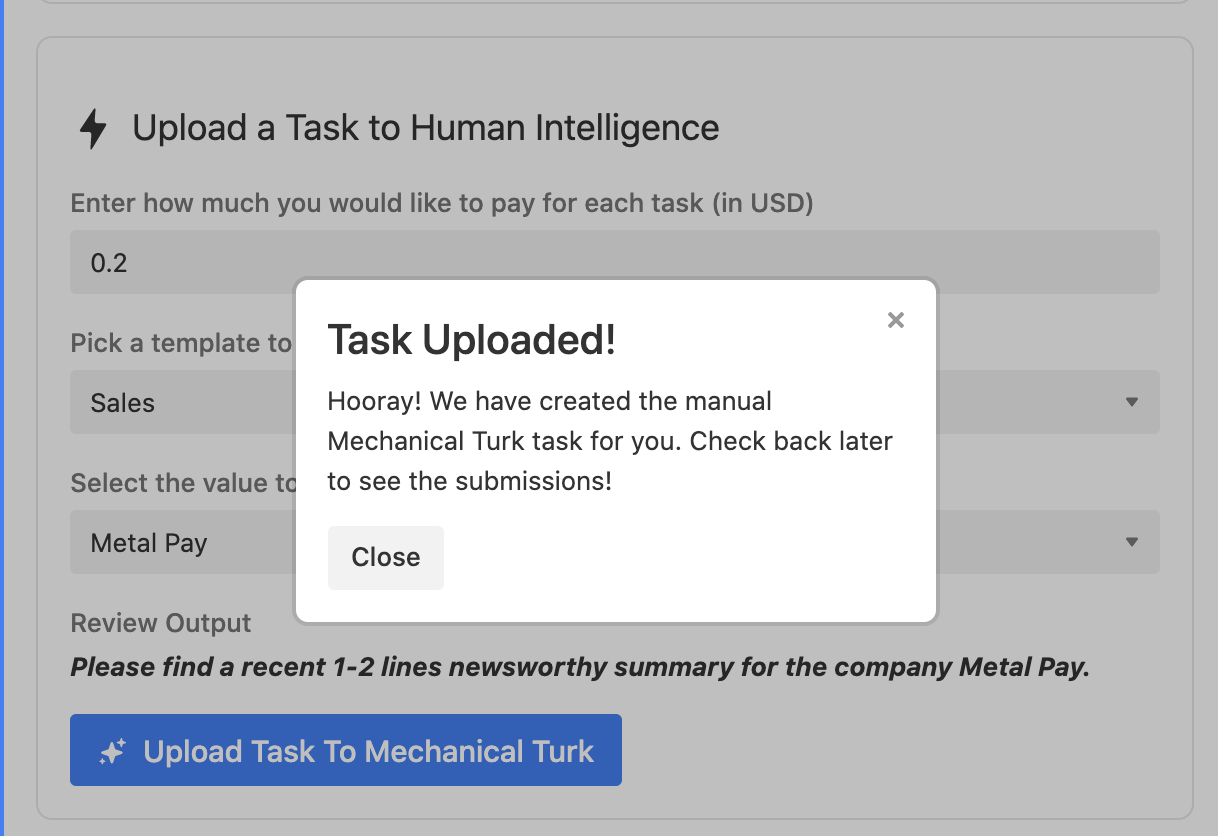 Upload a Task to Human Intelligence
Enter how much you would like to pay for each task (in USD)
0.2
Pick a template to
Sales
Select the value to
Metal Pay
Task Uploaded!
Hooray! We have created the manual
Mechanical Turk task for you. Check back later
to see the submissions!
Close
Review Output
Please find a recent 1-2 lines newsworthy summary for the company Metal Pay.
Upload Task To Mechanical Turk